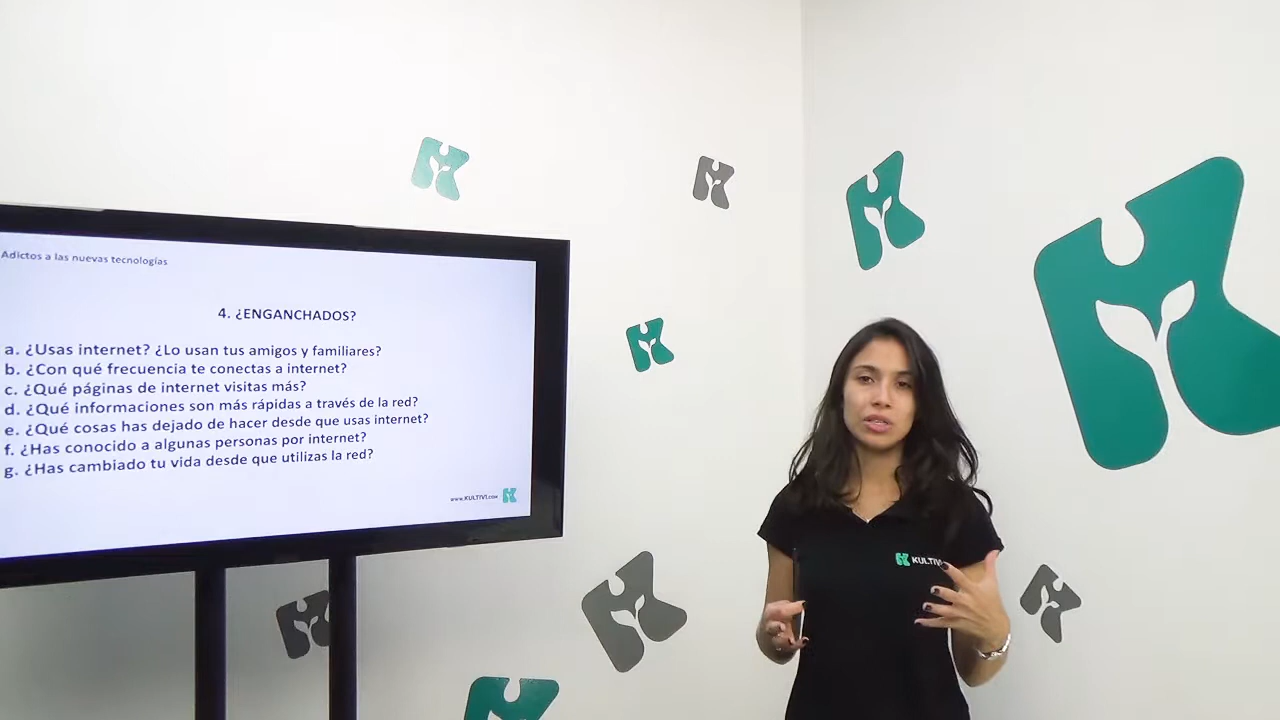 Adictos a las nuevas tecnologías
4. ¿ENGANCHADOS?
a. ¿Usas internet? ¿Lo usan tus amigos y familiares?
b. ¿Con qué frecuencia te conectas a internet?
c. ¿Qué páginas de internet visitas más?
d. ¿Qué informaciones son más rápidas a través de la red?
e. ¿Qué cosas has dejado de hacer desde que usas internet?
f. ¿Has conocido a algunas personas por internet?
g. ¿Has cambiado tu vida desde que utilizas la red?
www.KULTIVI.com
KULTIVI